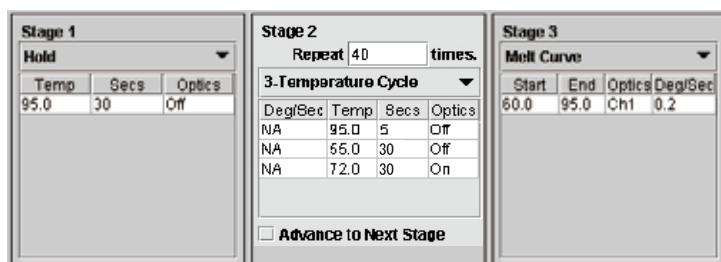 Stage 1
Hold
Temp Secs Optics
95.0 30 Off
Stage 2
Repeat 40 times.
3-Temperature Cycle
Deg/Sec Temp Secs Optics
NA 95.0 5 Off
NA 55.0 30 Off
NA 72.0 30 On
Advance to Next Stage
Stage 3
Melt Curve
Start End Optics Deg/Sec
60.0 95.0 Ch1 0.2